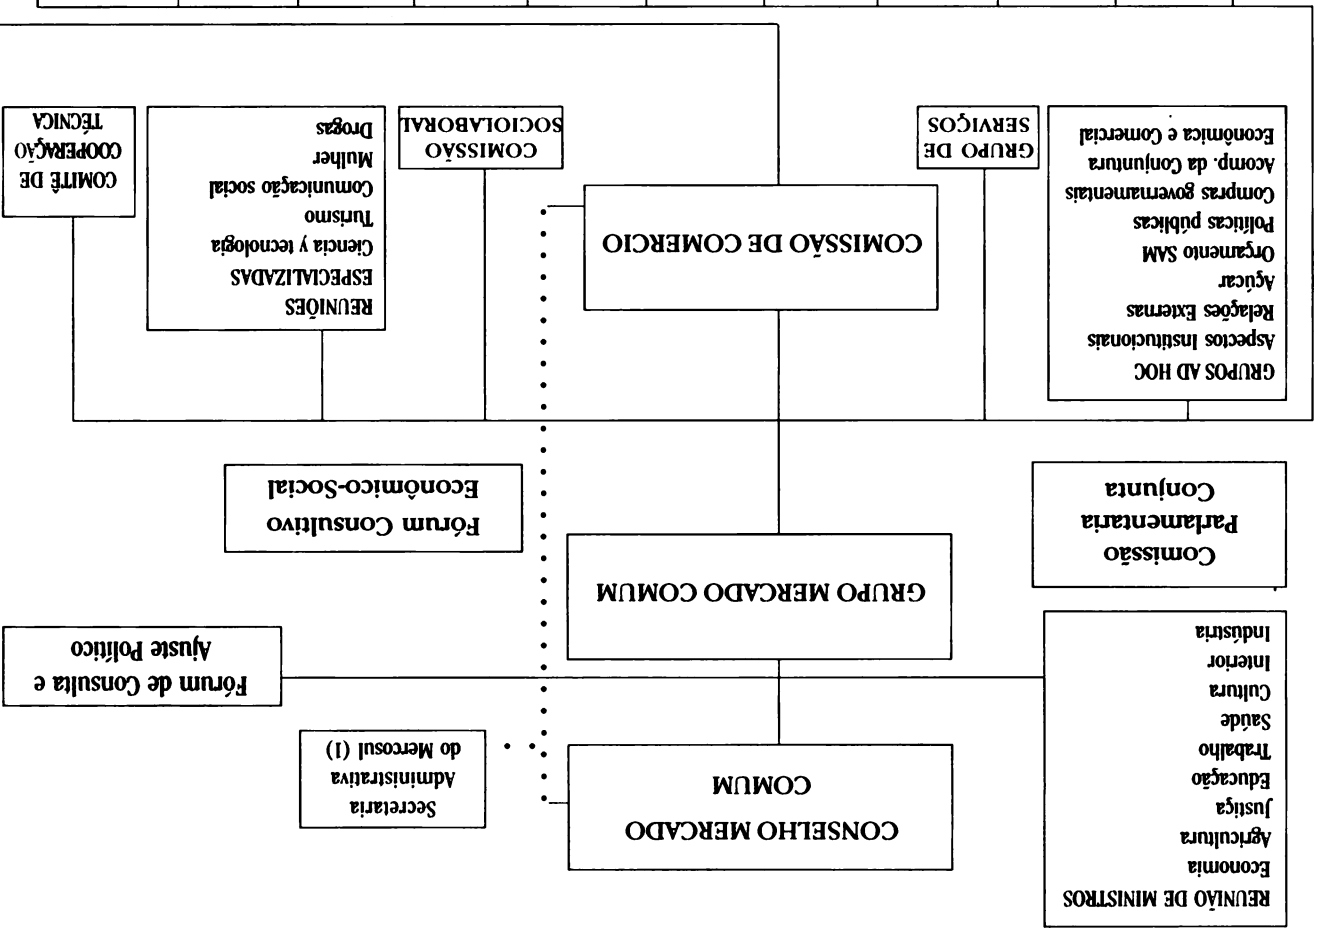 REUNIÃO DE MINISTROS
Economia
Agricultura
Justiça
Educação
Trabalho
Saúde
Cultura
Interior
Indústria
CONSELHO MERCADO
COMUM
Secretaria
Administrativa
do Mercosul (1)
Fórum de Consulta e
Ajuste Político
Comissão
Parlamentaria
Conjunta
GRUPO MERCADO COMUM
Fórum Consultivo
Econômico-Social
GRUPOS AD HOC
Aspectos Institucionais
Relações Externas
Açúcar
Orçamento SAM
Políticas públicas
Compras governamentais
Acomp. da Conjuntura
Econômica e Comercial
GRUPO DE
SERVIÇOS
COMISSÃO DE COMERCIO
COMISSÃO
SOCIOLABORAL
REUNIÕES
ESPECIALIZADAS
Ciencia y tecnologia
Turismo
Comunicação social
Mulher
Drogas
COMITÊ DE
COOPERAÇÃO
TÉCNICA